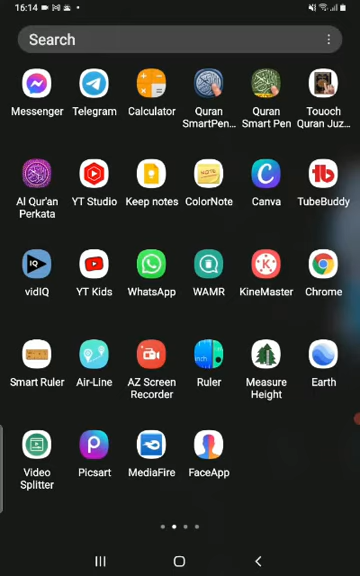 16:14
Search
Messenger
Telegram
Calculator
Quran SmartPen...
Quran Smart Pen
Touoch Quran Juz...
Al Qur'an Perkata
YT Studio
Keep notes
ColorNote
Canva
TubeBuddy
vidIQ
YT Kids
WhatsApp
WAMR
KineMaster
Chrome
Smart Ruler
Air-Line
AZ Screen Recorder
Ruler
Measure Height
Earth
Video Splitter
Picsart
MediaFire
FaceApp